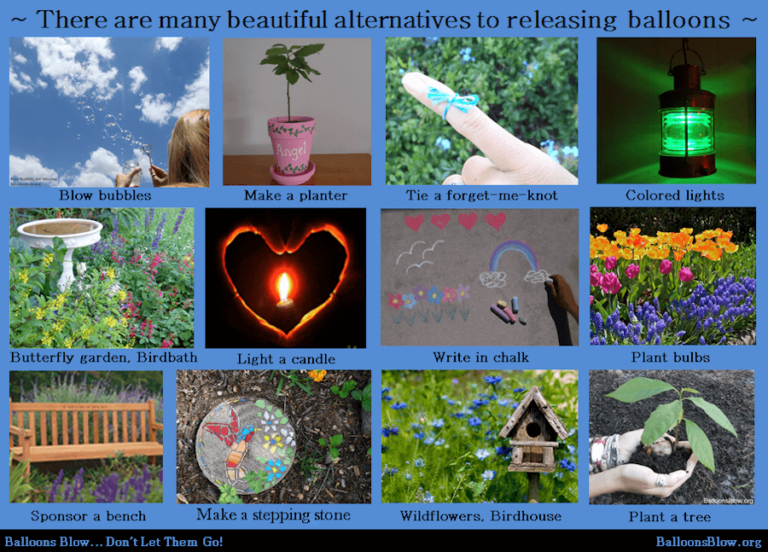 ~ There are many beautiful alternatives to releasing balloons ~
Angel
Blow bubbles
Make a planter
Tie a forget-me-knot
Colored lights
Butterfly garden, Birdbath
Light a candle
Write in chalk
Plant bulbs
BalloonsBlow.org
Sponsor a bench
Make a stepping stone
Wildflowers, Birdhouse
Plant a tree
Balloons Blow... Don't Let Them Go!
BalloonsBlow.org